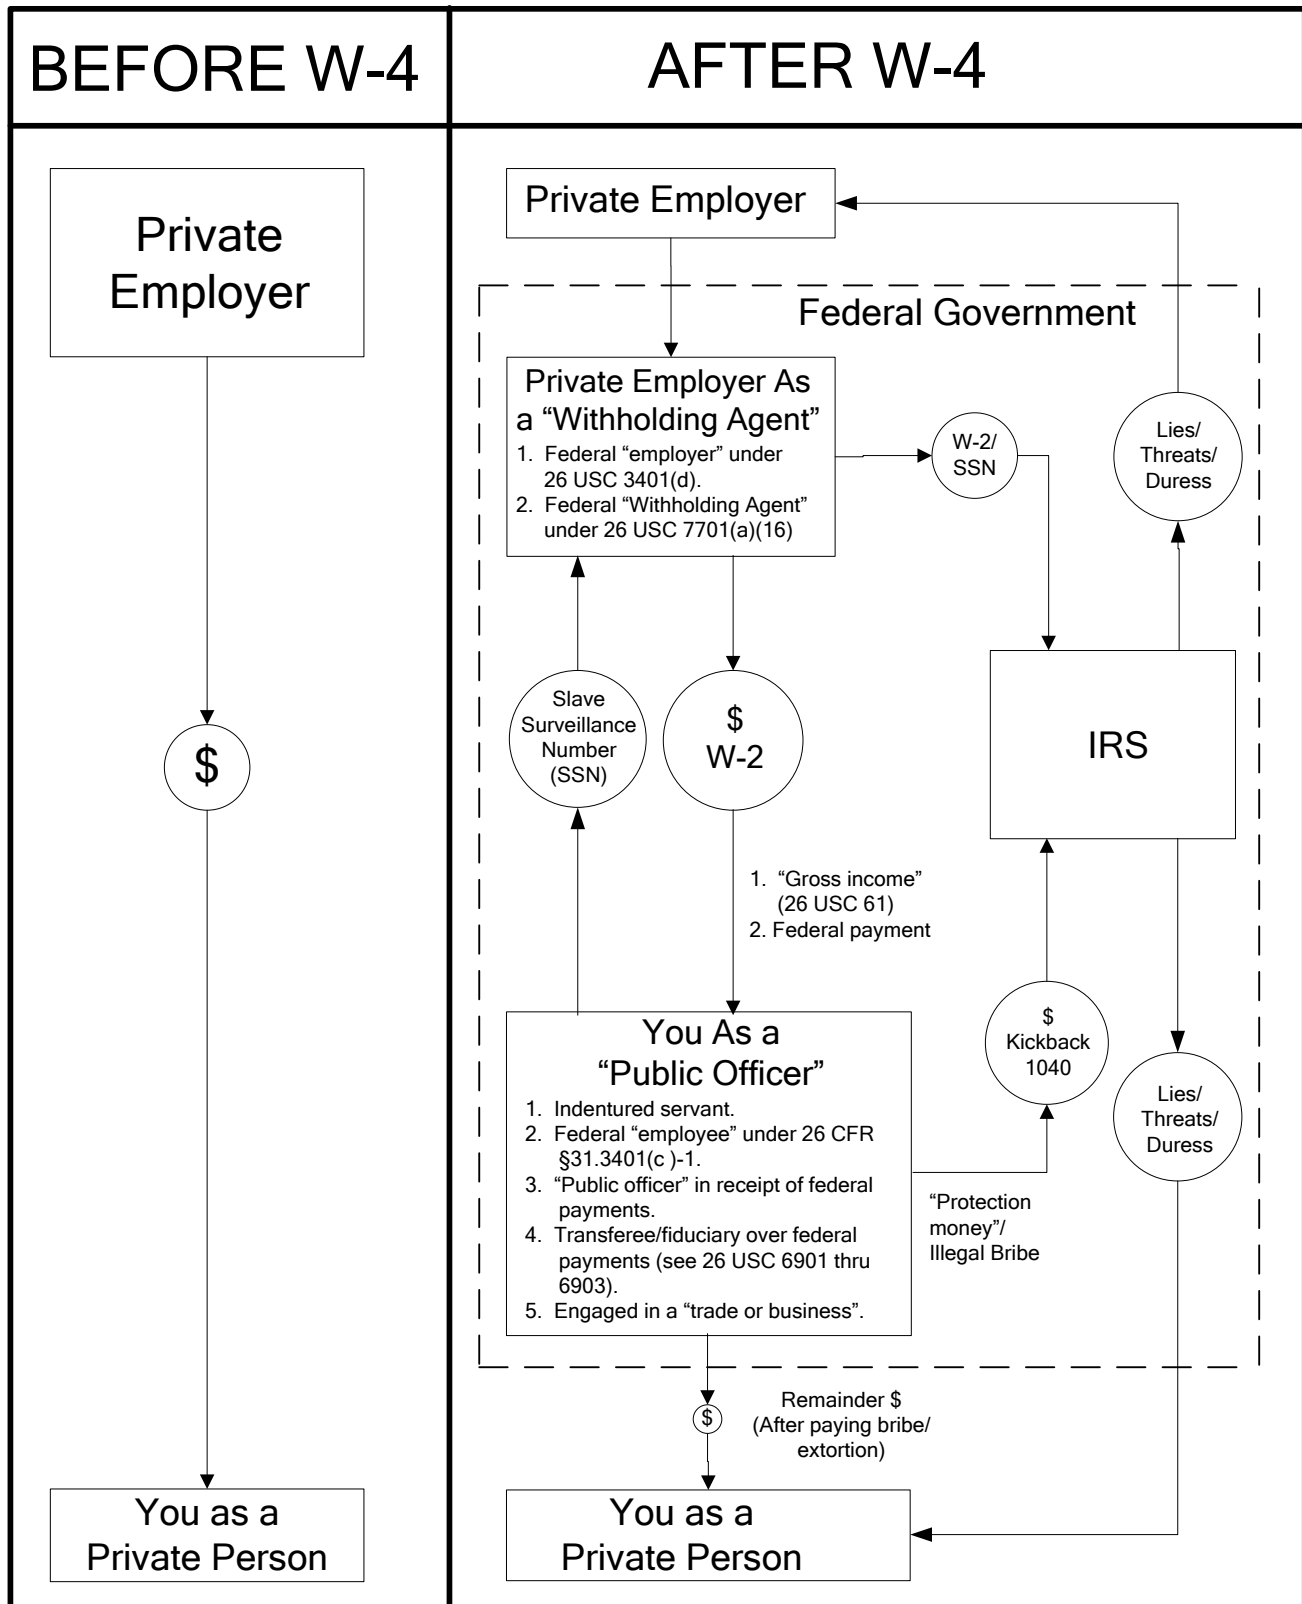 BEFORE W-4
AFTER W-4
Private
Employer
$
You as a
Private Person
Private Employer
Federal Government
Private Employer As
a “Withholding Agent”
1. Federal “employer” under
26 USC 3401(d).
2. Federal “Withholding Agent”
under 26 USC 7701(a)(16)
W-2/
SSN
Lies/
Threats/
Duress
Slave
Surveillance
Number
(SSN)
$
W-2
IRS
1. “Gross income”
(26 USC 61)
2. Federal payment
You As a
“Public Officer”
1. Indentured servant.
2. Federal “employee” under 26 CFR
§31.3401(c )-1.
3. “Public officer” in receipt of federal
payments.
4. Transferee/fiduciary over federal
payments (see 26 USC 6901 thru
6903).
5. Engaged in a “trade or business”.
$
Kickback
1040
Lies/
Threats/
Duress
“Protection
money”/
Illegal Bribe
$
Remainder $
(After paying bribe/
extortion)
You as a
Private Person